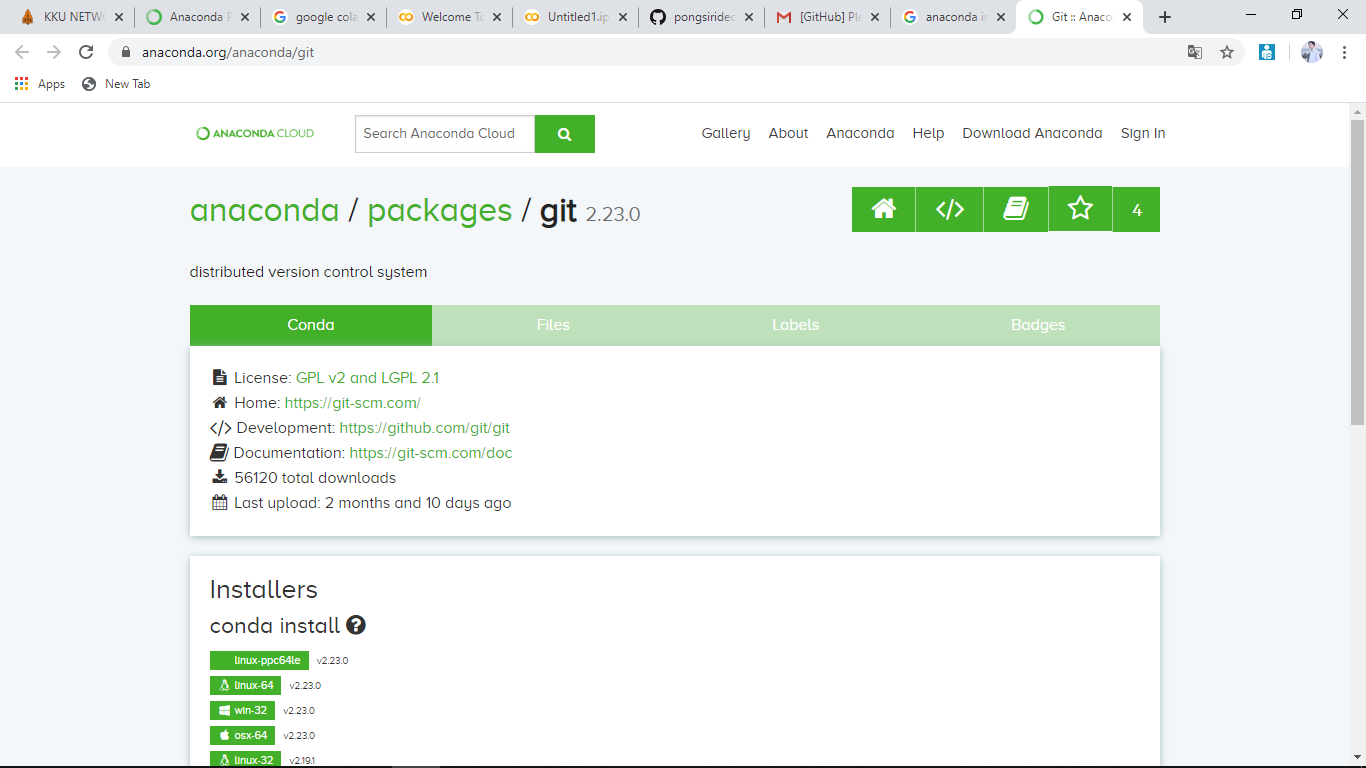 KKU NETW
Anaconda
google cola
Welcome To
Untitled1.ip
pongsiridec
[GitHub] Ple
anaconda in
Git :: Anaco
anaconda.org/anaconda/git
Apps
New Tab
ANACONDA CLOUD
Search Anaconda Cloud
Gallery About Anaconda Help Download Anaconda Sign In
anaconda / packages / git 2.23.0
4
distributed version control system
Conda Files Labels Badges
License: GPL v2 and LGPL 2.1
Home: https://git-scm.com/
</> Development: https://github.com/git/git
Documentation: https://git-scm.com/doc
56120 total downloads
Last upload: 2 months and 10 days ago
Installers
conda install
linux-ppc64le v2.23.0
linux-64 v2.23.0
win-32 v2.23.0
osx-64 v2.23.0
linux-32 v2.19.1